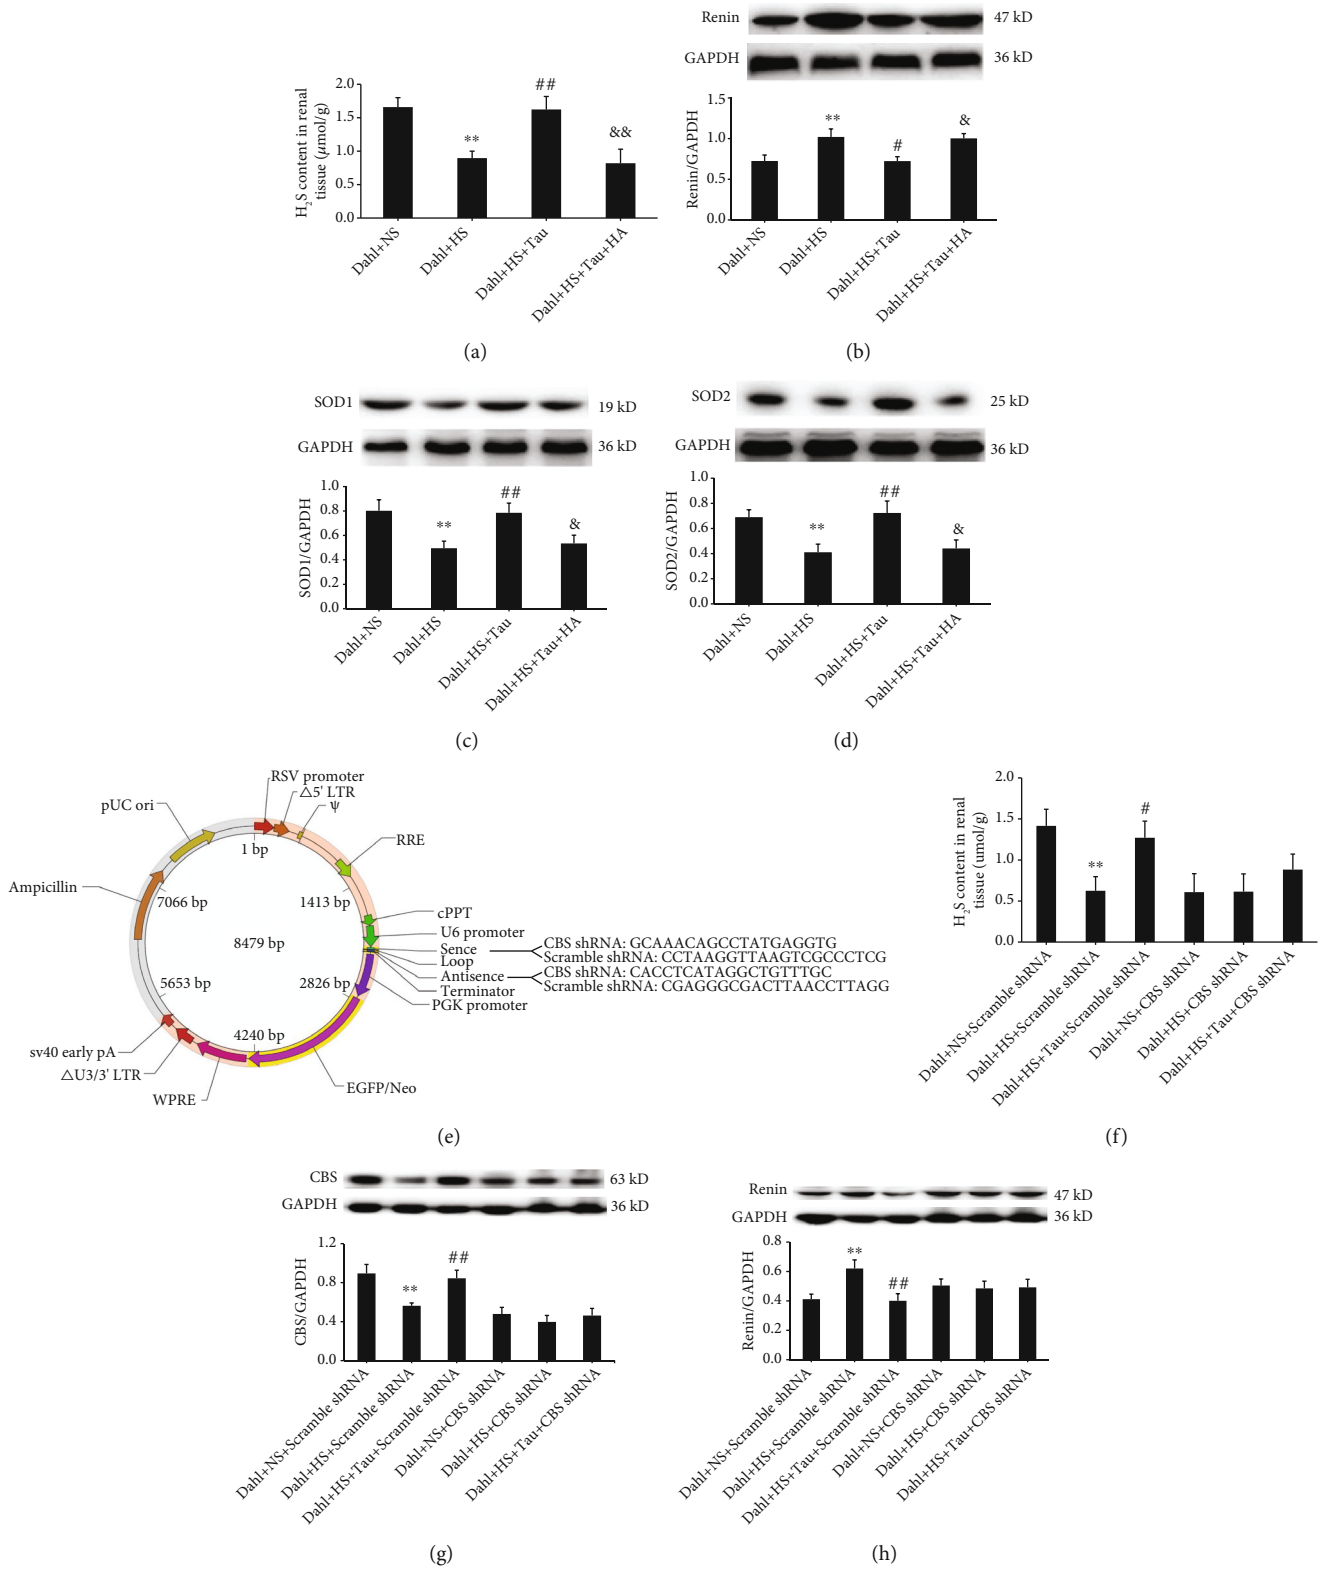 H2S content in renal
tissue (μmol/g)
2.0
1.5
1.0
0.5
0.0
**
##
&&
Dahl+NS
Dahl+HS
Dahl+HS+Tau
Dahl+HS+Tau+HA
(a)
Renin
47 kD
GAPDH
36 kD
Renin/GAPDH
1.5
1.0
0.5
0.0
**
#
&
Dahl+NS
Dahl+HS
Dahl+HS+Tau
Dahl+HS+Tau+HA
(b)
SOD1
19 kD
GAPDH
36 kD
SOD1/GAPDH
1.0
0.8
0.6
0.4
0.2
0.0
**
##
&
Dahl+NS
Dahl+HS
Dahl+HS+Tau
Dahl+HS+Tau+HA
(c)
SOD2
25 kD
GAPDH
36 kD
SOD2/GAPDH
1.0
0.8
0.6
0.4
0.2
0.0
**
##
&
Dahl+NS
Dahl+HS
Dahl+HS+Tau
Dahl+HS+Tau+HA
(d)
RSV promoter
△5' LTR
ψ
pUC ori
RRE
1 bp
Ampicillin
7066 bp
1413 bp
cPPT
U6 promoter
8479 bp
Sence
CBS shRNA: GCAAACAGCCTATGAGGTG
Scramble shRNA: CCTAAGGTTAAGTCGCCCTCG
Loop
Antisence
CBS shRNA: CACCTCATAGGCTGTTTGC
Scramble shRNA: CGAGGGCGACTTAACCTTAGG
Terminator
5653 bp
2826 bp
PGK promoter
4240 bp
sv40 early pA
△U3/3' LTR
WPRE
EGFP/Neo
(e)
H2S content in renal
tissue (umol/g)
2.0
1.5
1.0
0.5
0.0
**
#
Dahl+NS+Scramble shRNA
Dahl+HS+Scramble shRNA
Dahl+HS+Tau+Scramble shRNA
Dahl+NS+CBS shRNA
Dahl+HS+CBS shRNA
Dahl+HS+Tau+CBS shRNA
(f)
CBS
63 kD
GAPDH
36 kD
CBS/GAPDH
1.2
0.8
0.4
0.0
**
##
Dahl+NS+Scramble shRNA
Dahl+HS+Scramble shRNA
Dahl+HS+Tau+Scramble shRNA
Dahl+NS+CBS shRNA
Dahl+HS+CBS shRNA
Dahl+HS+Tau+CBS shRNA
(g)
Renin
47 kD
GAPDH
36 kD
Renin/GAPDH
0.8
0.6
0.4
0.2
0.0
**
##
Dahl+NS+Scramble shRNA
Dahl+HS+Scramble shRNA
Dahl+HS+Tau+Scramble shRNA
Dahl+NS+CBS shRNA
Dahl+HS+CBS shRNA
Dahl+HS+Tau+CBS shRNA
(h)